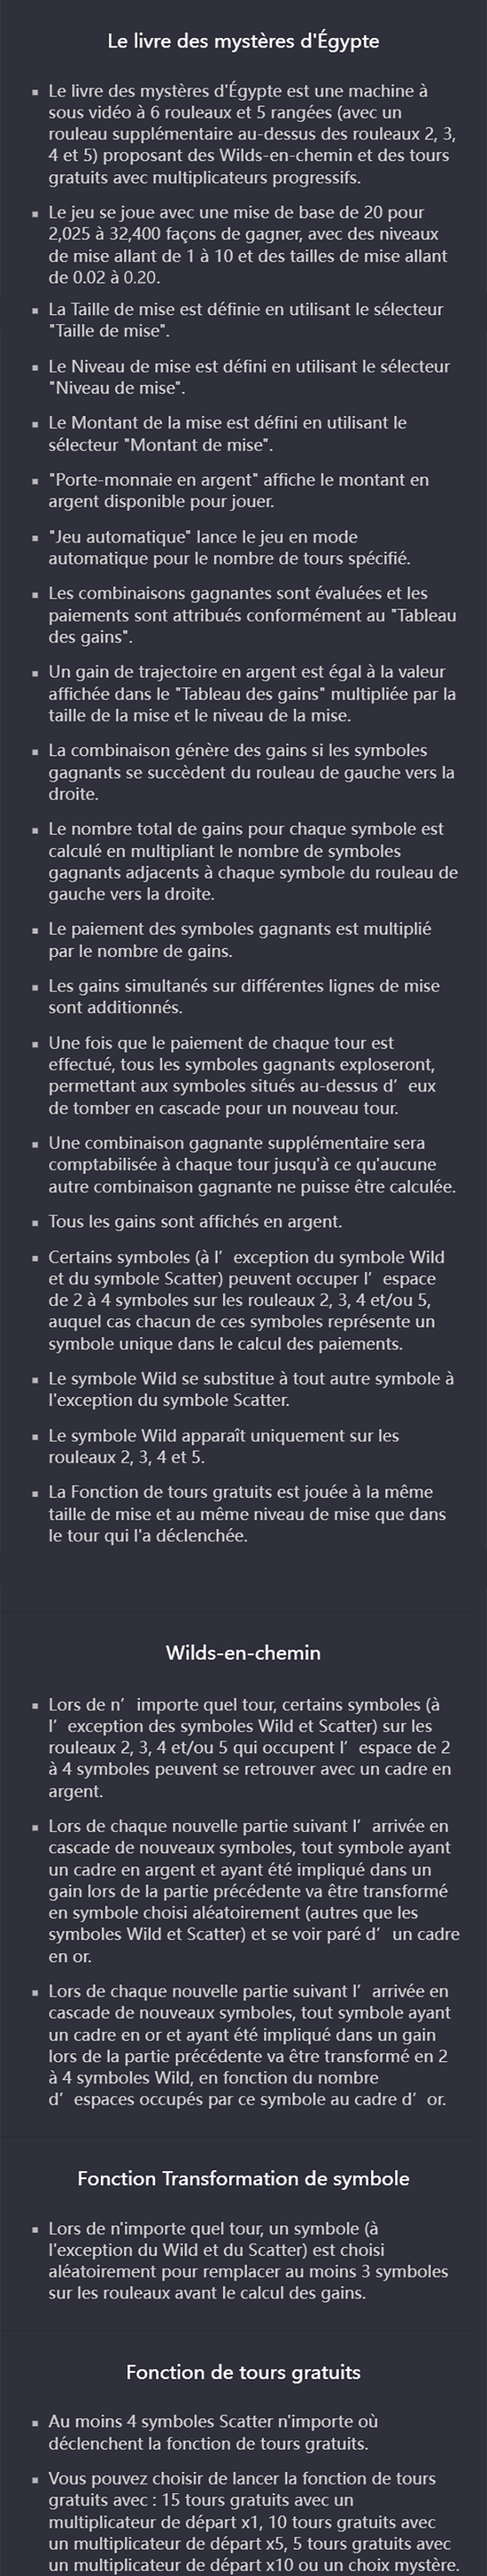 Le livre des mystères d'Égypte
▪ Le livre des mystères d'Égypte est une machine à
sous vidéo à 6 rouleaux et 5 rangées (avec un
rouleau supplémentaire au-dessus des rouleaux 2, 3,
4 et 5) proposant des Wilds-en-chemin et des tours
gratuits avec multiplicateurs progressifs.
▪ Le jeu se joue avec une mise de base de 20 pour
2,025 à 32,400 façons de gagner, avec des niveaux
de mise allant de 1 à 10 et des tailles de mise allant
de 0.02 à 0.20.
▪ La Taille de mise est définie en utilisant le sélecteur
"Taille de mise".
▪ Le Niveau de mise est défini en utilisant le sélecteur
"Niveau de mise".
▪ Le Montant de la mise est défini en utilisant le
sélecteur "Montant de mise".
▪ "Porte-monnaie en argent" affiche le montant en
argent disponible pour jouer.
▪ "Jeu automatique" lance le jeu en mode
automatique pour le nombre de tours spécifié.
▪ Les combinaisons gagnantes sont évaluées et les
paiements sont attribués conformément au "Tableau
des gains".
▪ Un gain de trajectoire en argent est égal à la valeur
affichée dans le "Tableau des gains" multipliée par la
taille de la mise et le niveau de la mise.
▪ La combinaison génère des gains si les symboles
gagnants se succèdent du rouleau de gauche vers la
droite.
▪ Le nombre total de gains pour chaque symbole est
calculé en multipliant le nombre de symboles
gagnants adjacents à chaque symbole du rouleau de
gauche vers la droite.
▪ Le paiement des symboles gagnants est multiplié
par le nombre de gains.
▪ Les gains simultanés sur différentes lignes de mise
sont additionnés.
▪ Une fois que le paiement de chaque tour est
effectué, tous les symboles gagnants exploseront,
permettant aux symboles situés au-dessus d’ eux
de tomber en cascade pour un nouveau tour.
▪ Une combinaison gagnante supplémentaire sera
comptabilisée à chaque tour jusqu'à ce qu'aucune
autre combinaison gagnante ne puisse être calculée.
▪ Tous les gains sont affichés en argent.
▪ Certains symboles (à l’ exception du symbole Wild
et du symbole Scatter) peuvent occuper l’ espace
de 2 à 4 symboles sur les rouleaux 2, 3, 4 et/ou 5,
auquel cas chacun de ces symboles représente un
symbole unique dans le calcul des paiements.
▪ Le symbole Wild se substitue à tout autre symbole à
l'exception du symbole Scatter.
▪ Le symbole Wild apparaît uniquement sur les
rouleaux 2, 3, 4 et 5.
▪ La Fonction de tours gratuits est jouée à la même
taille de mise et au même niveau de mise que dans
le tour qui l'a déclenchée.
Wilds-en-chemin
▪ Lors de n’ importe quel tour, certains symboles (à
l’ exception des symboles Wild et Scatter) sur les
rouleaux 2, 3, 4 et/ou 5 qui occupent l’ espace de 2
à 4 symboles peuvent se retrouver avec un cadre en
argent.
▪ Lors de chaque nouvelle partie suivant l’ arrivée en
cascade de nouveaux symboles, tout symbole ayant
un cadre en argent et ayant été impliqué dans un
gain lors de la partie précédente va être transformé
en symbole choisi aléatoirement (autres que les
symboles Wild et Scatter) et se voir paré d’ un cadre
en or.
▪ Lors de chaque nouvelle partie suivant l’ arrivée en
cascade de nouveaux symboles, tout symbole ayant
un cadre en or et ayant été impliqué dans un gain
lors de la partie précédente va être transformé en 2
à 4 symboles Wild, en fonction du nombre
d’ espaces occupés par ce symbole au cadre d’ or.
Fonction Transformation de symbole
▪ Lors de n'importe quel tour, un symbole (à
l'exception du Wild et du Scatter) est choisi
aléatoirement pour remplacer au moins 3 symboles
sur les rouleaux avant le calcul des gains.
Fonction de tours gratuits
▪ Au moins 4 symboles Scatter n'importe où
déclenchent la fonction de tours gratuits.
▪ Vous pouvez choisir de lancer la fonction de tours
gratuits avec : 15 tours gratuits avec un
multiplicateur de départ x1, 10 tours gratuits avec
un multiplicateur de départ x5, 5 tours gratuits avec
un multiplicateur de départ x10 ou un choix mystère.